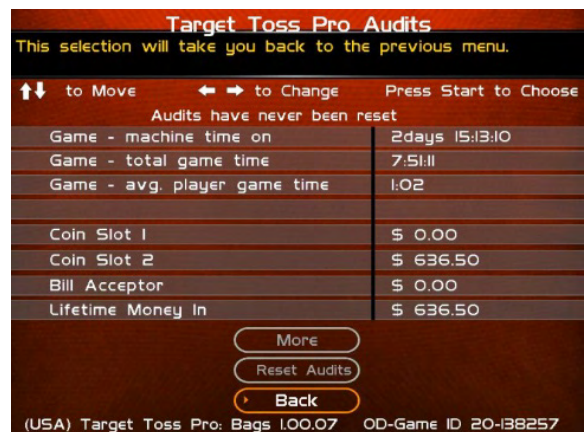 Target Toss Pro Audits
This selection will take you back to the previous menu.
to Move to Change Press Start to Choose
Audits have never been reset
Game - machine time on 2days 15:13:10
Game - total game time 7:51:11
Game - avg. player game time 1:02
Coin Slot 1 $ 0.00
Coin Slot 2 $ 636.50
Bill Acceptor $ 0.00
Lifetime Money In $ 636.50
More
Reset Audits
Back
(USA) Target Toss Pro: Bags 1.00.07 OD-Game ID 20-138257